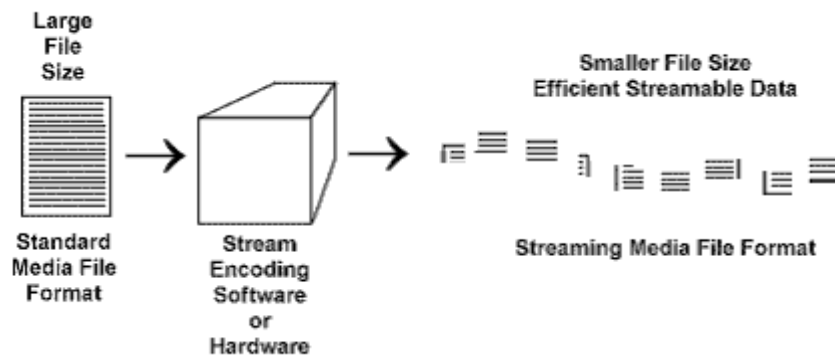 Large
File
Size
Standard
Media File
Format
Stream
Encoding
Software
or
Hardware
Smaller File Size
Efficient Streamable Data
Streaming Media File Format